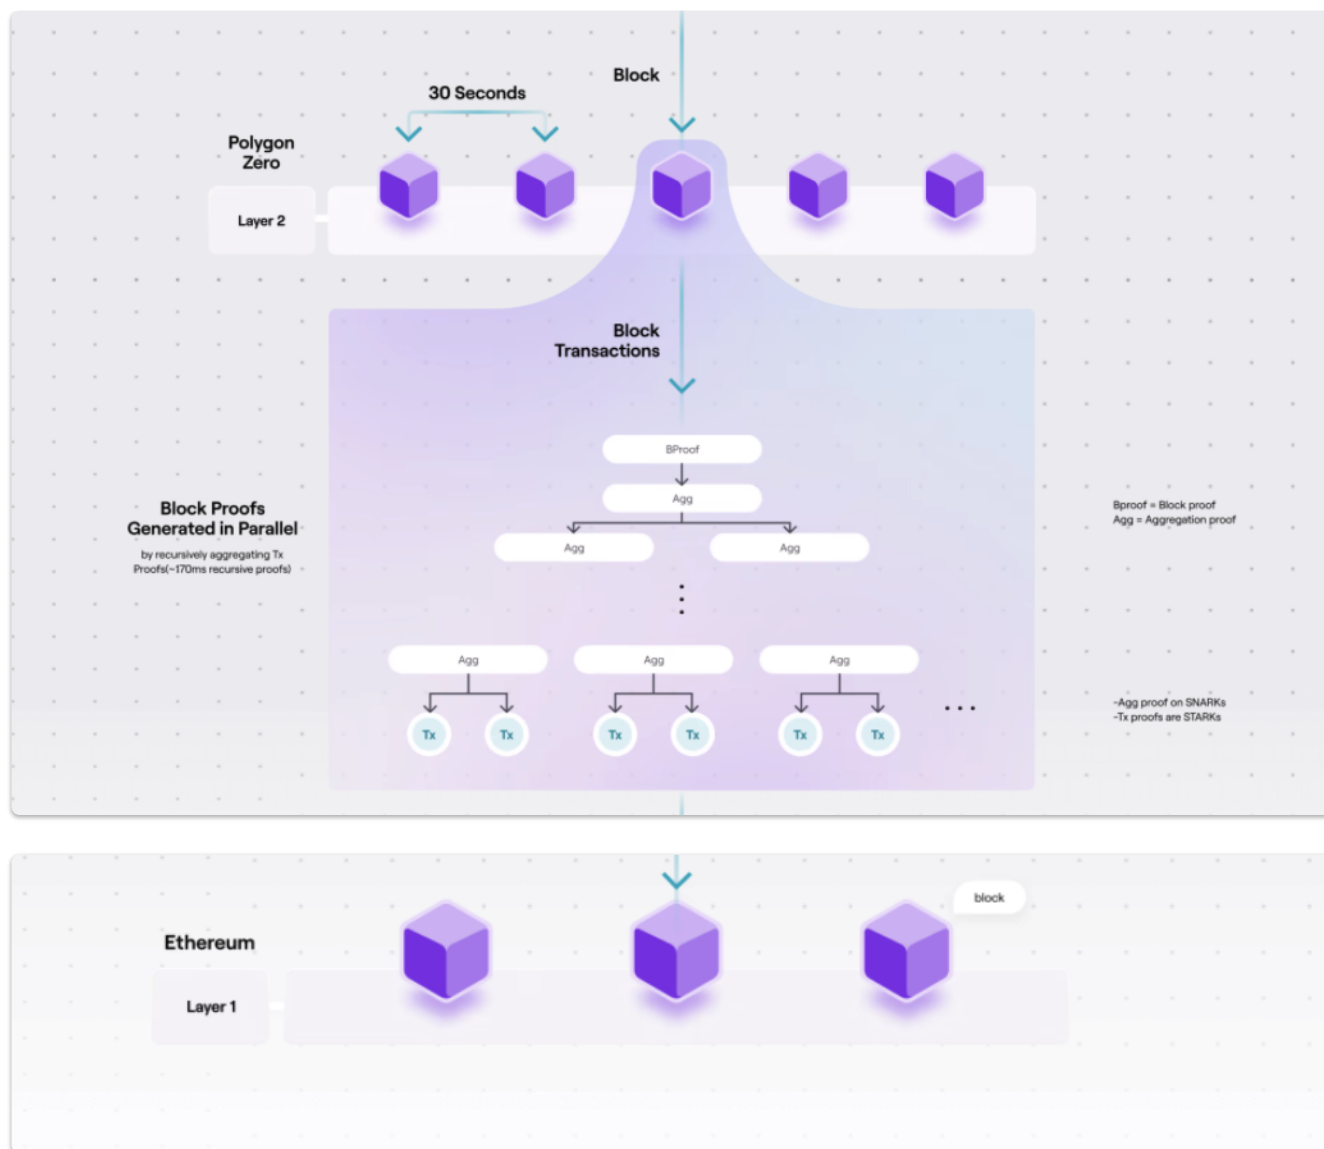 Block
30 Seconds
Polygon
Zero
Layer 2
Block
Transactions
BProof
Agg
Agg
Agg
Block Proofs
Generated in Parallel
by recursively aggregating Tx
Proofs(~170ms recursive proofs)
Bproof = Block proof
Agg = Aggregation proof
Agg
Agg
Agg
Tx
Tx
Tx
Tx
Tx
Tx
-Agg proof on SNARKs
-Tx proofs are STARKs
block
Ethereum
Layer 1